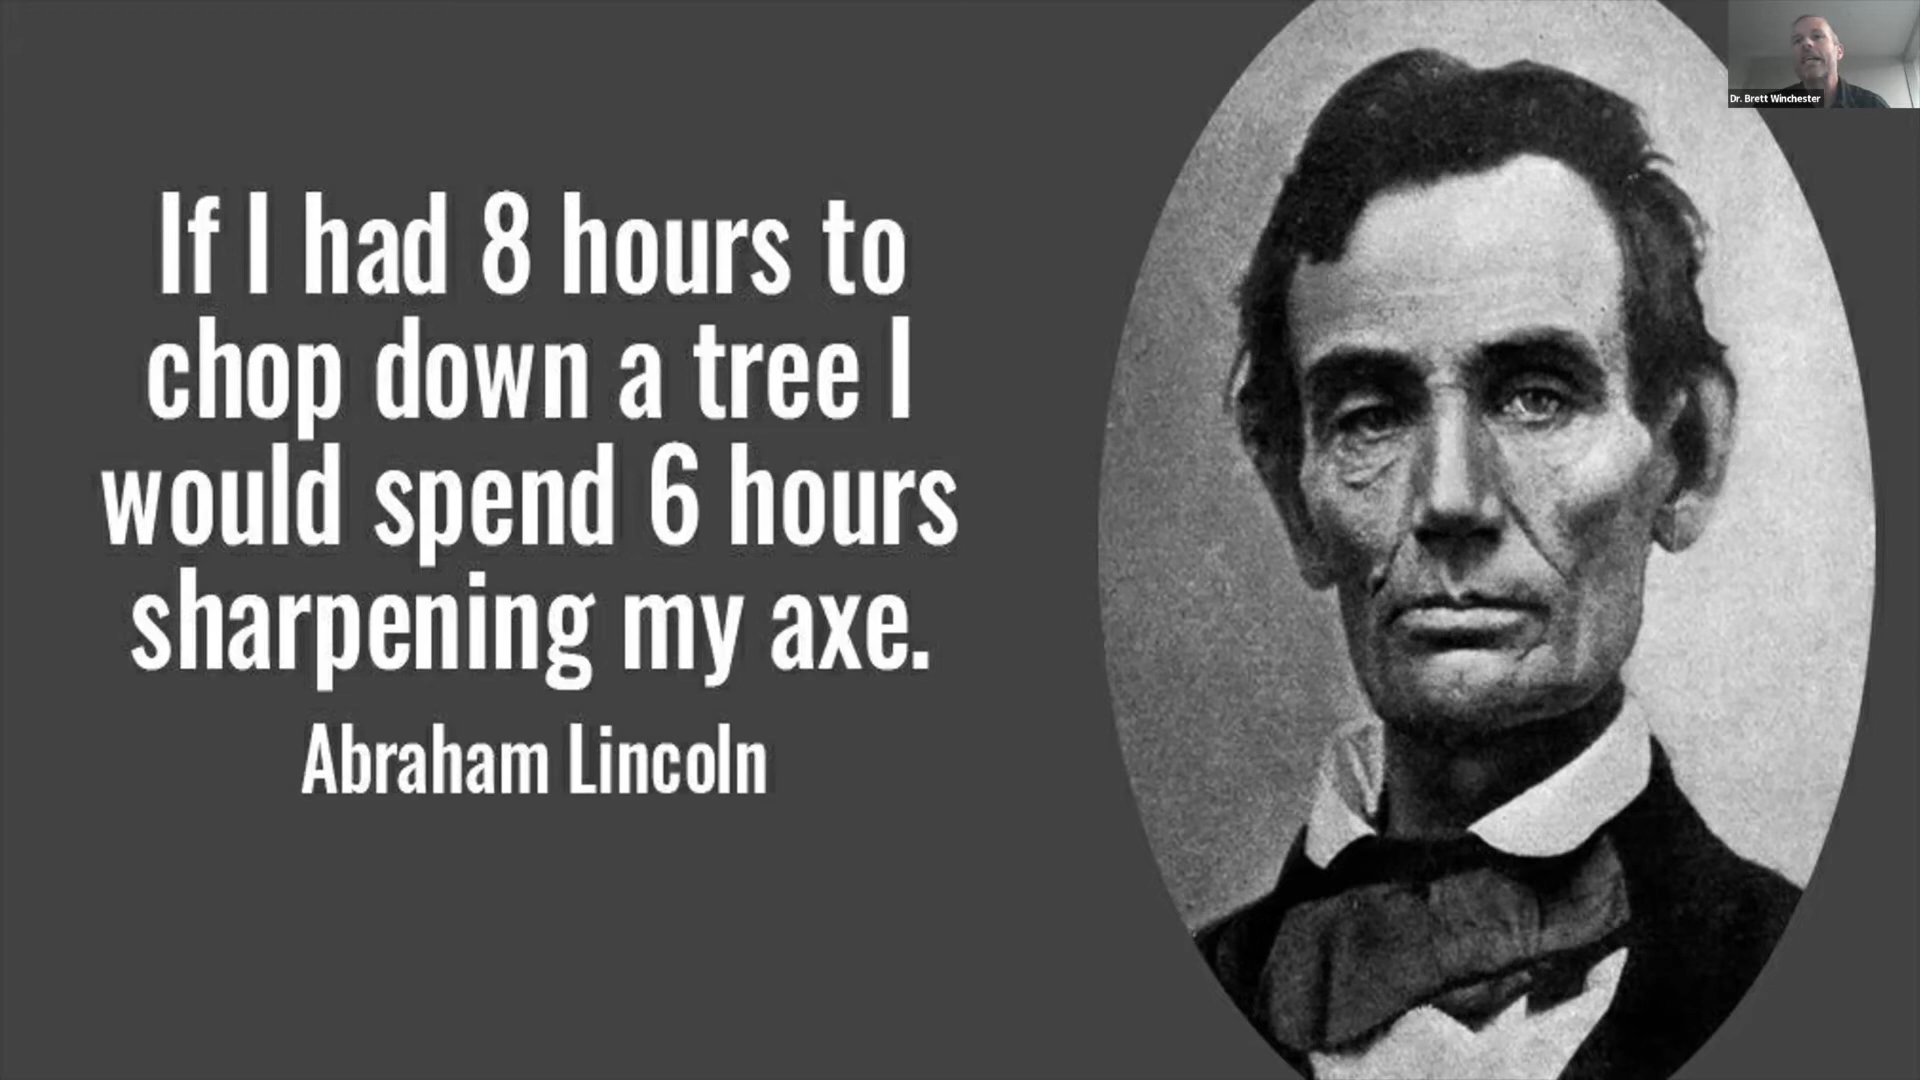 If I had 8 hours to
chop down a tree I
would spend 6 hours
sharpening my axe.
Abraham Lincoln
Dr. Brett Winchester